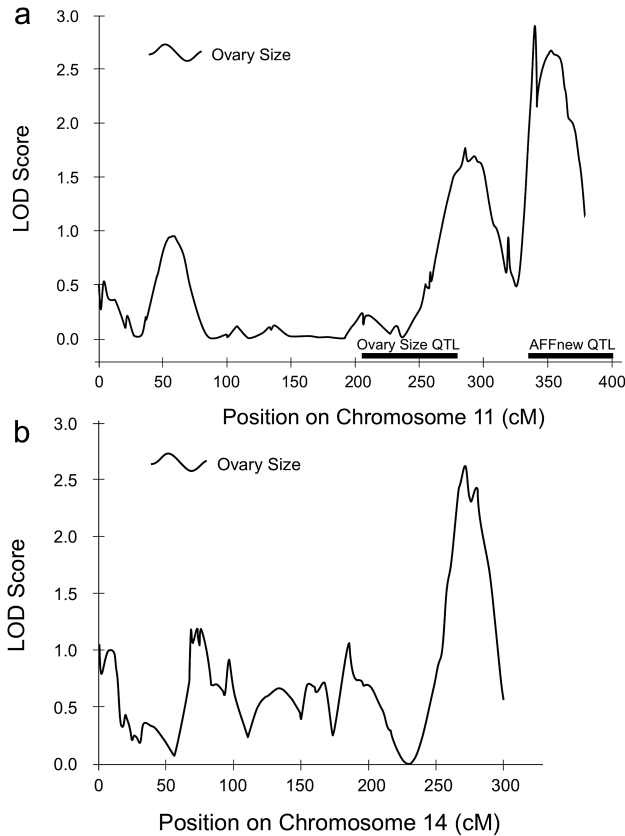 a
3.0
2.5
2.0
1.5
1.0
0.5
0.0
LOD Score
Ovary Size
Ovary Size QTL
AFFnew QTL
0 50 100 150 200 250 300 350 400
Position on Chromosome 11 (cM)
b
3.0
2.5
2.0
1.5
1.0
0.5
0.0
LOD Score
Ovary Size
0 50 100 150 200 250 300
Position on Chromosome 14 (cM)